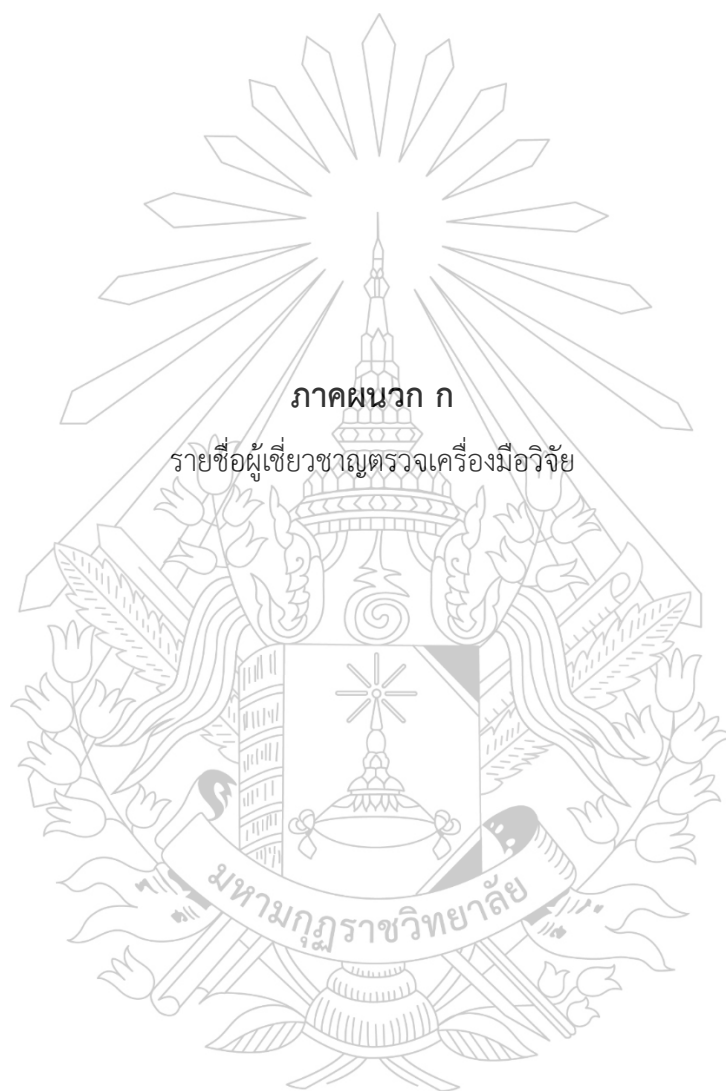 ภาคผนวก ก
รายชื่อผู้เชี่ยวชาญตรวจเครื่องมือวิจัย
มหามกุฏราชวิทยาลัย